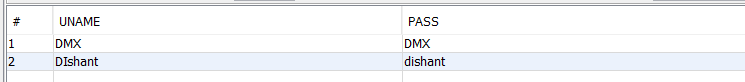 # UNAME PASS
1 DMX DMX
2 DIshant dishant